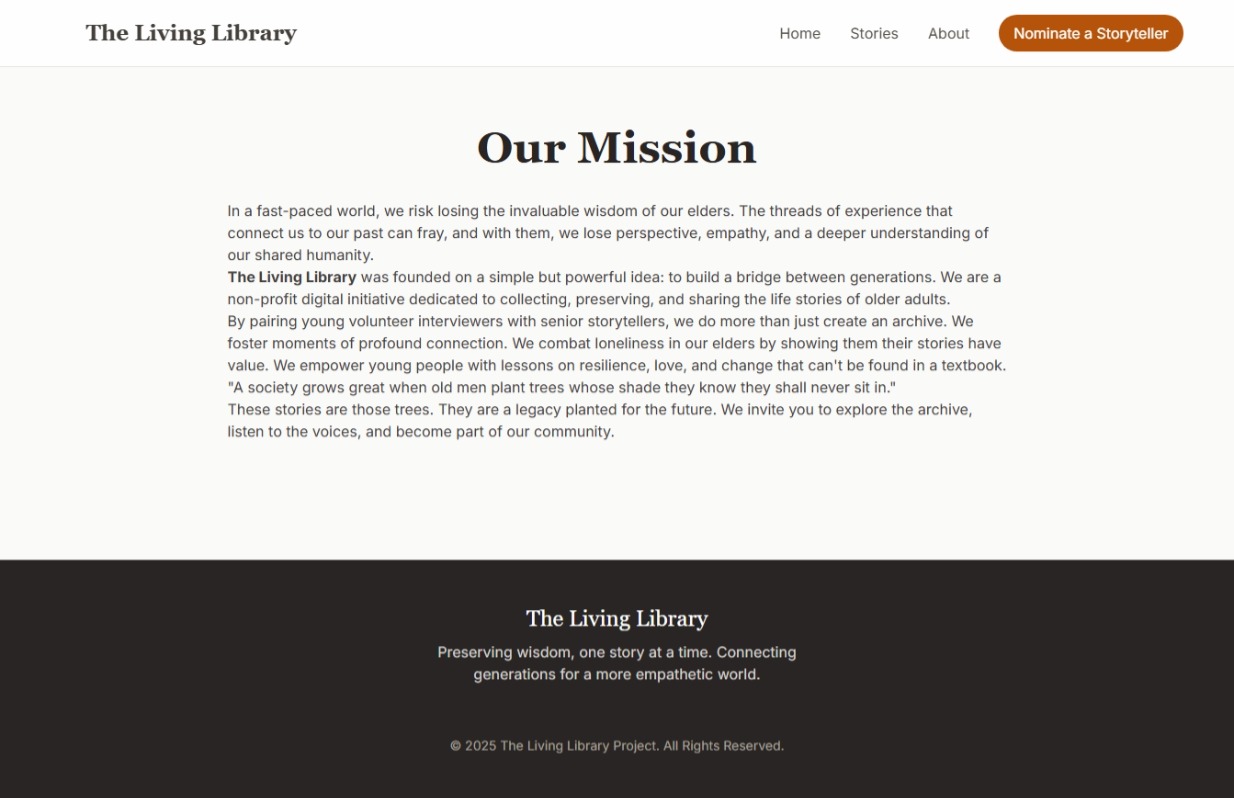 The Living Library
Home
Stories
About
Nominate a Storyteller
Our Mission
In a fast-paced world, we risk losing the invaluable wisdom of our elders. The threads of experience that
connect us to our past can fray, and with them, we lose perspective, empathy, and a deeper understanding of
our shared humanity.
The Living Library was founded on a simple but powerful idea: to build a bridge between generations. We are a
non-profit digital initiative dedicated to collecting, preserving, and sharing the life stories of older adults.
By pairing young volunteer interviewers with senior storytellers, we do more than just create an archive. We
foster moments of profound connection. We combat loneliness in our elders by showing them their stories have
value. We empower young people with lessons on resilience, love, and change that can't be found in a textbook.
"A society grows great when old men plant trees whose shade they know they shall never sit in."
These stories are those trees. They are a legacy planted for the future. We invite you to explore the archive,
listen to the voices, and become part of our community.
The Living Library
Preserving wisdom, one story at a time. Connecting
generations for a more empathetic world.
© 2025 The Living Library Project. All Rights Reserved.